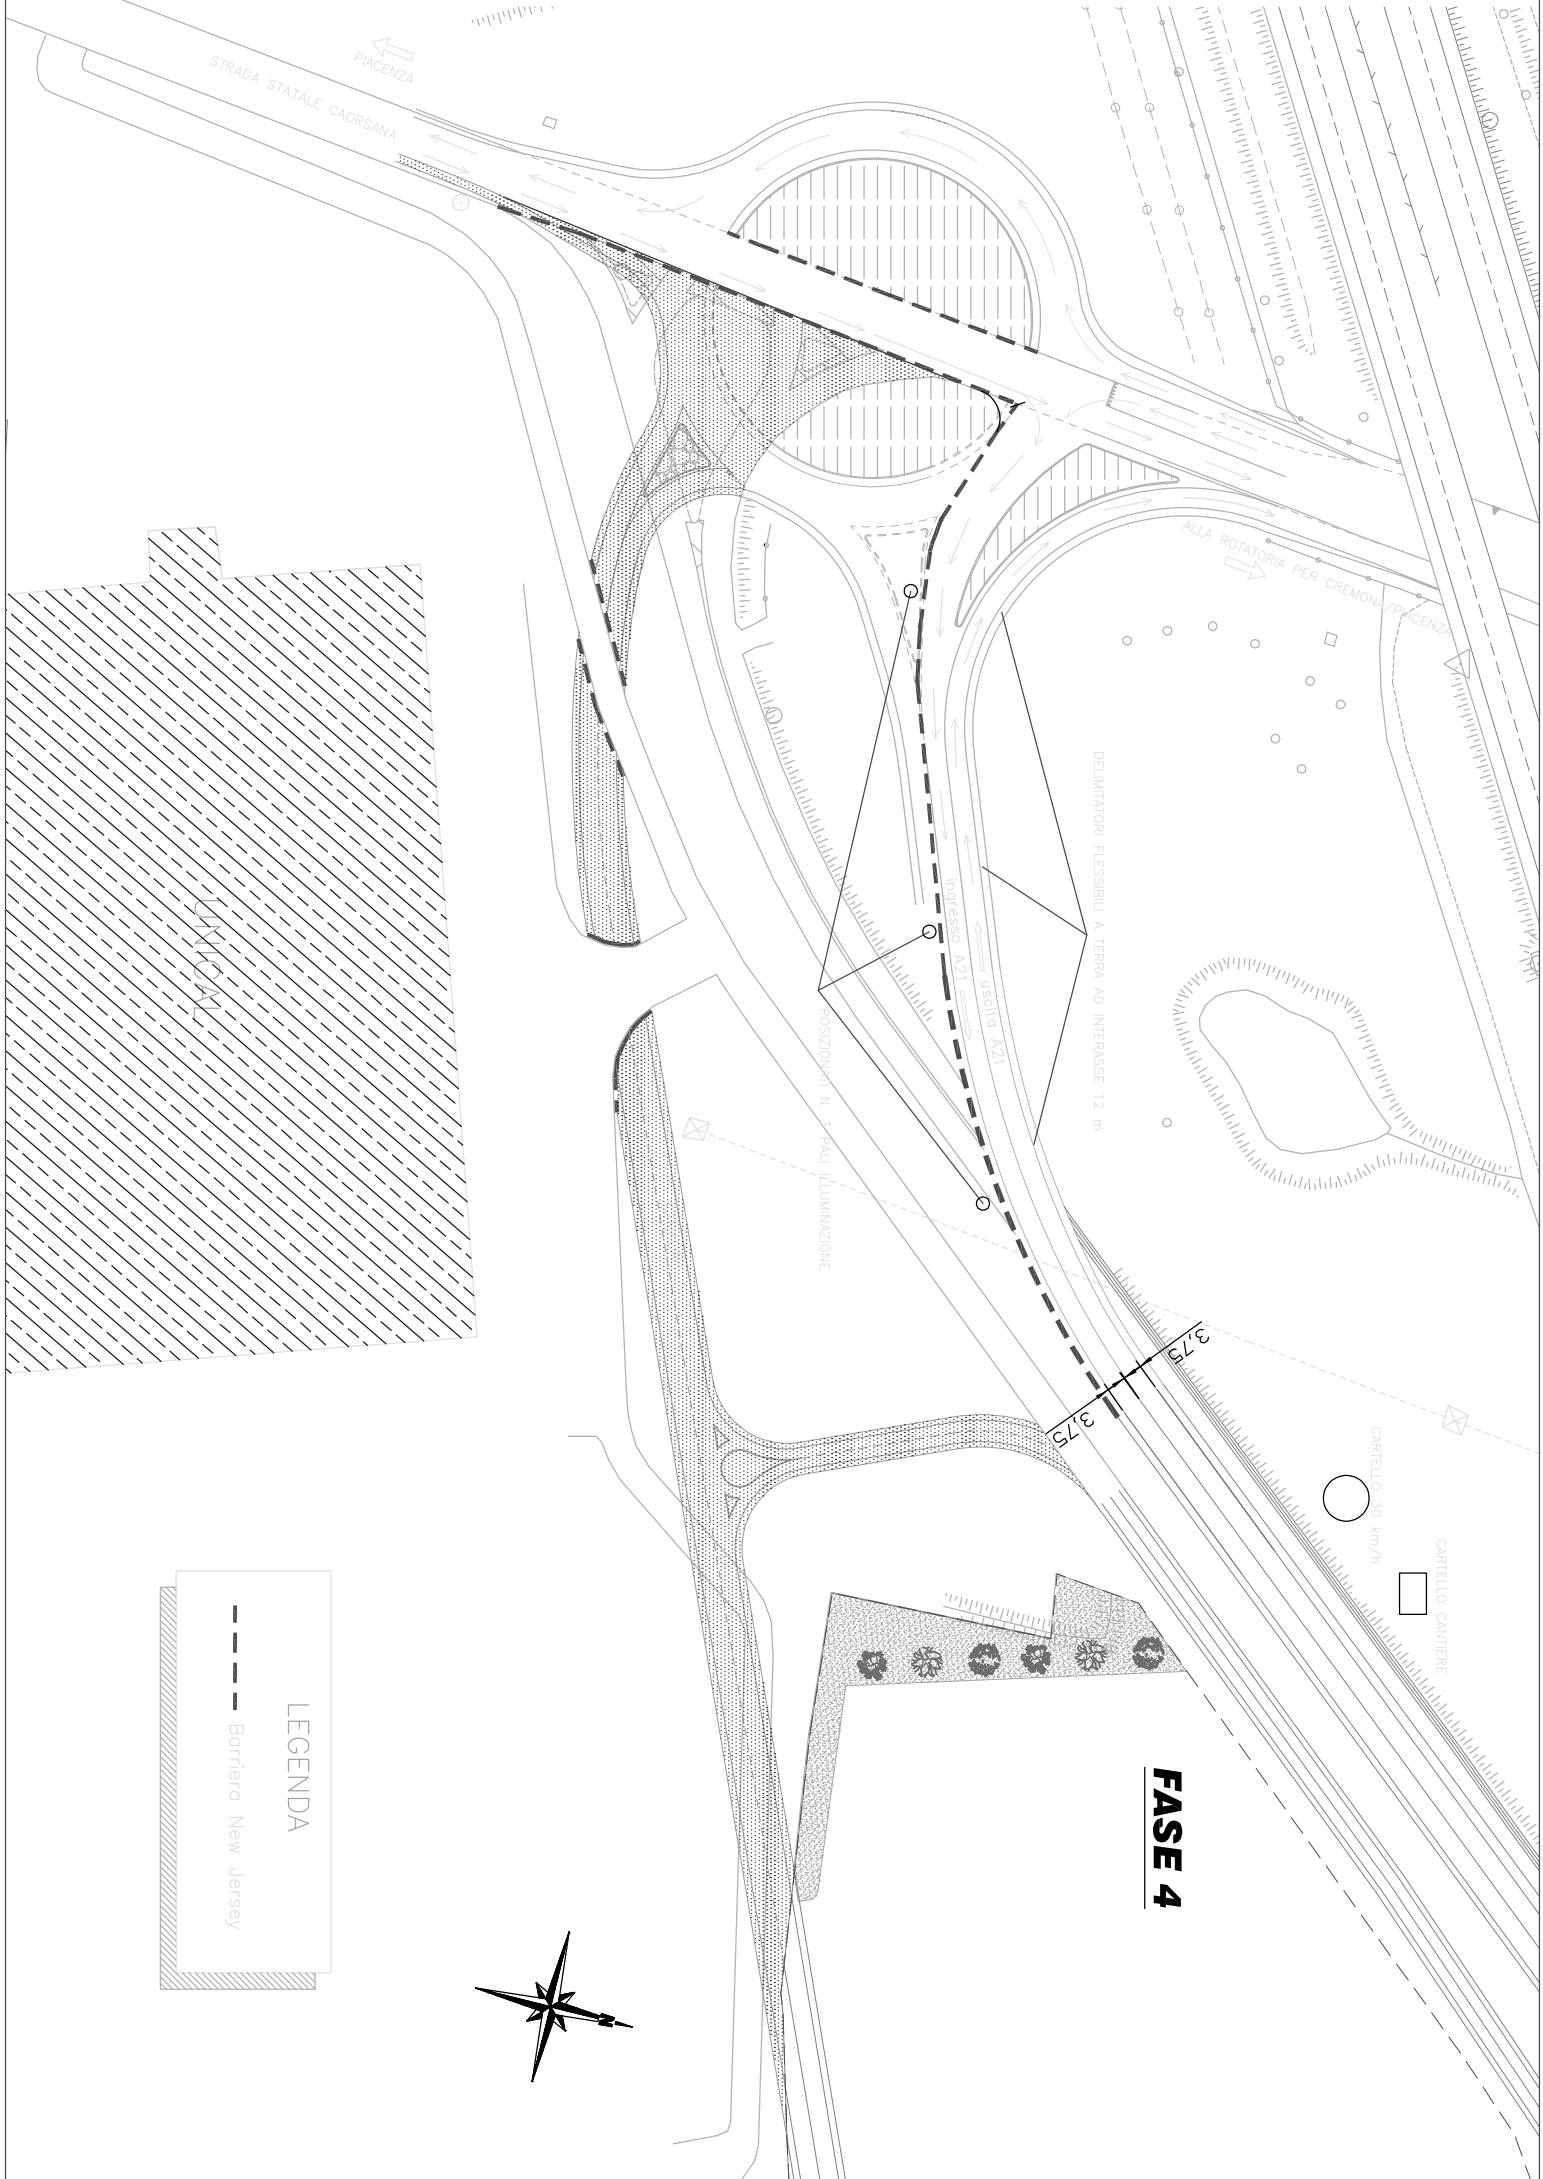 PIACENZA
STRADA STATALE CAORSANA
ALLA ROTATORIA PER CREMONA/PIACENZA
DELIMITATORI FLESSIBILI A TERRA AD INTERASSE 12 m
ingresso A21
uscita A21
POSIZIONATI N. 3 PALI ILLUMINAZIONE
UNICAL
3,75
3,75
CARTELLO 30 km/h
CARTELLO CANTIERE
FASE 4
LEGENDA
Barriera New Jersey
N